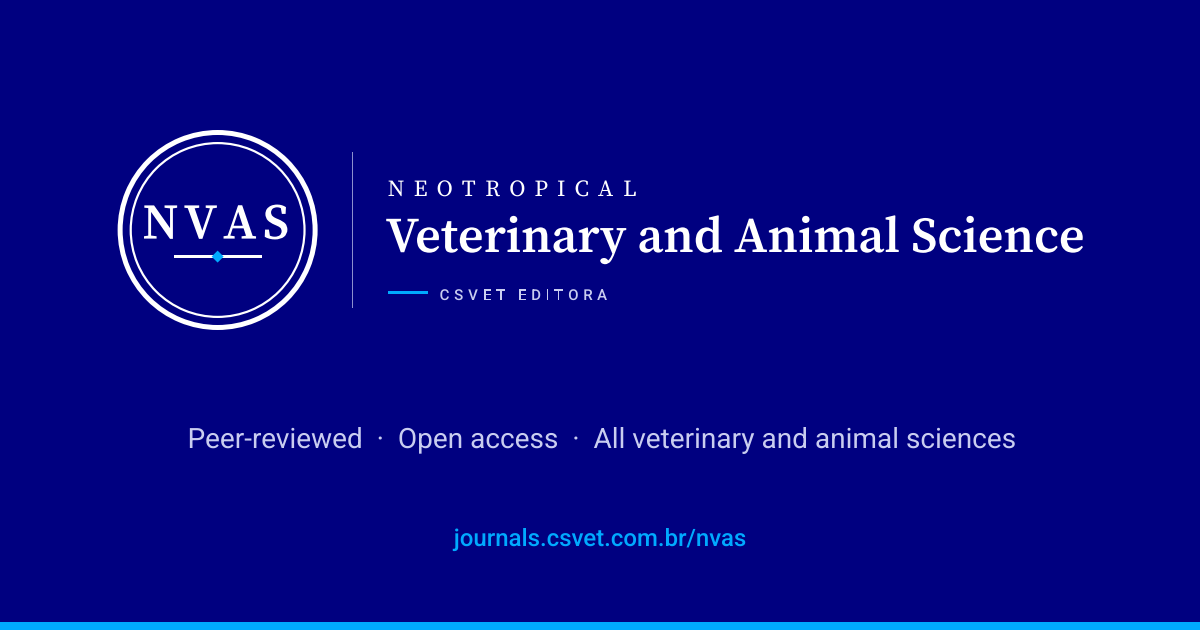 NVAS
NEOTROPICAL
Veterinary and Animal Science
CSVET EDITORA
Peer-reviewed · Open access · All veterinary and animal sciences
journals.csvet.com.br/nvas